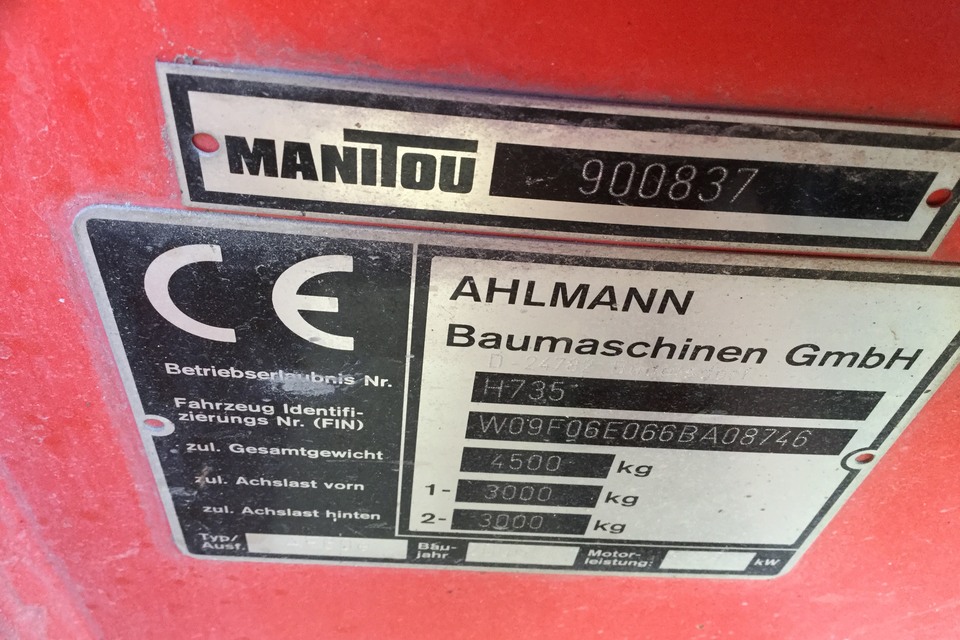 MANITOU 900837
CE
AHLMANN
Baumaschinen GmbH
Betriebserlaubnis Nr. H735
Fahrzeug Identifi-
zierungs Nr. (FIN) W09F06E066BA08746
zul. Gesamtgewicht 4500 kg
zul. Achslast vorn 1- 3000 kg
zul. Achslast hinten 2- 3000 kg
Typ/
Ausf.
Bau-
jahr
Motor-
leistung: kW